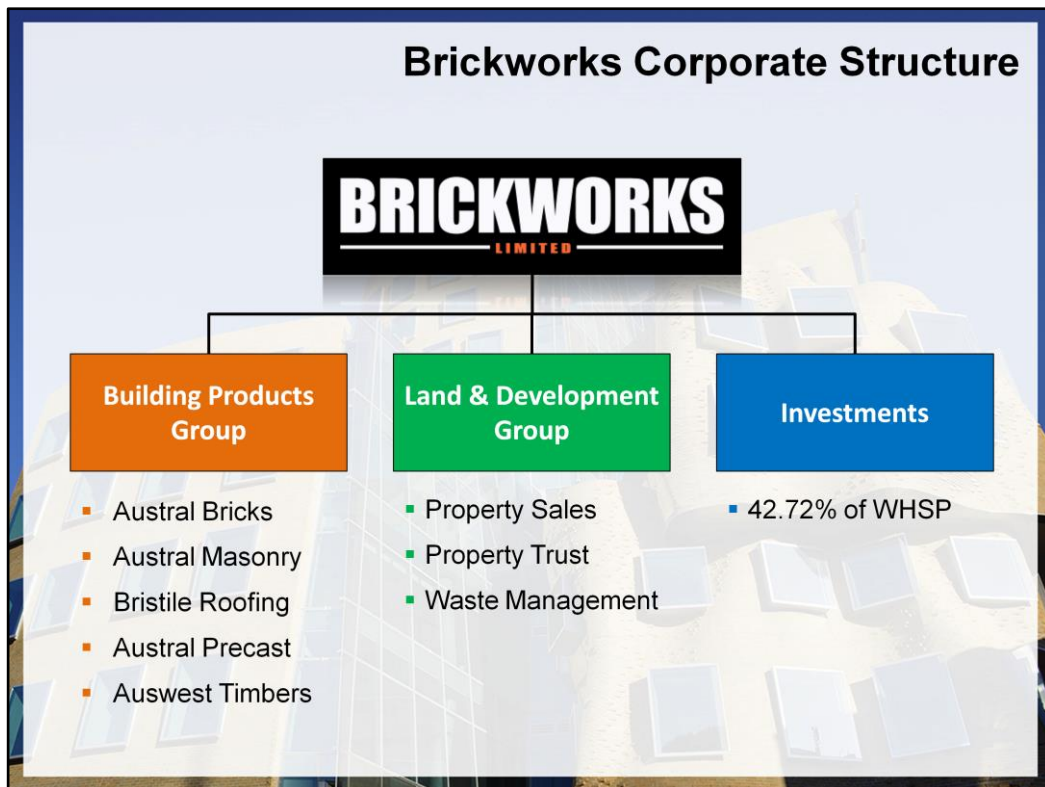 Brickworks Corporate Structure
BRICKWORKS
LIMITED
Building Products
Group
Land & Development
Group
Investments
Austral Bricks
Austral Masonry
Bristile Roofing
Austral Precast
Auswest Timbers
Property Sales
Property Trust
Waste Management
42.72% of WHSP